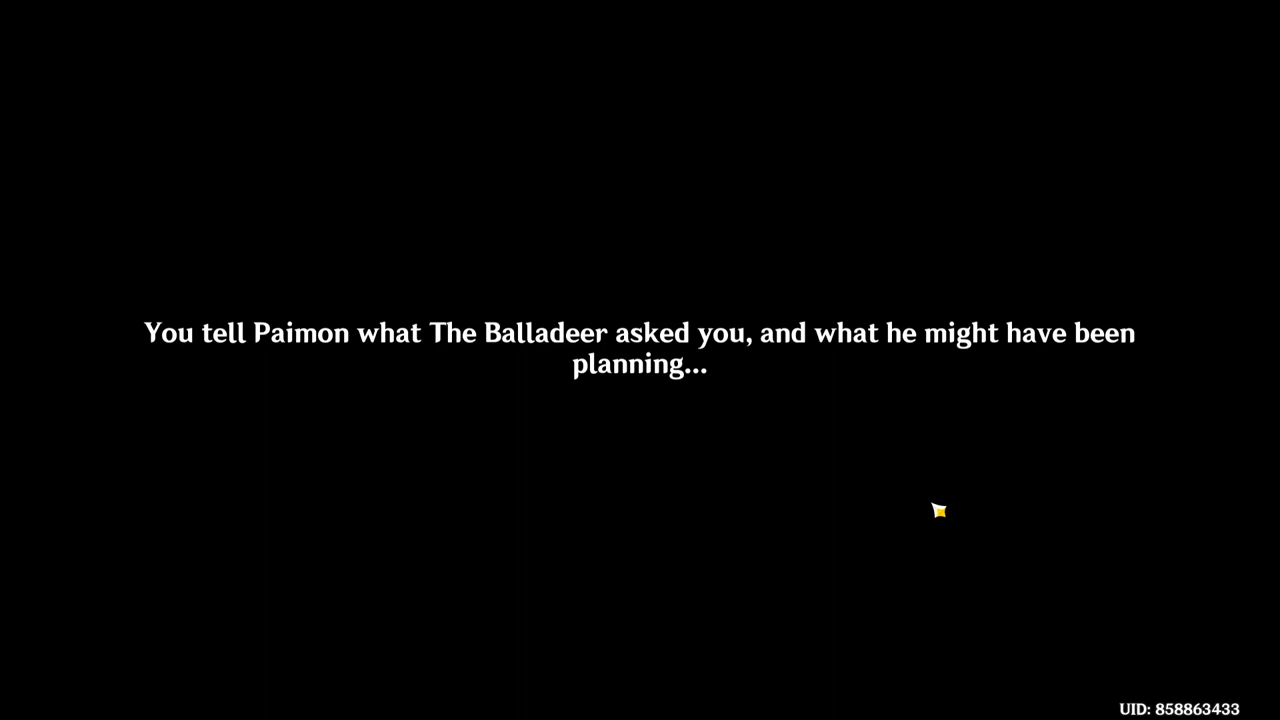 You tell Paimon what The Balladeer asked you, and what he might have been
planning...
UID: 858863433